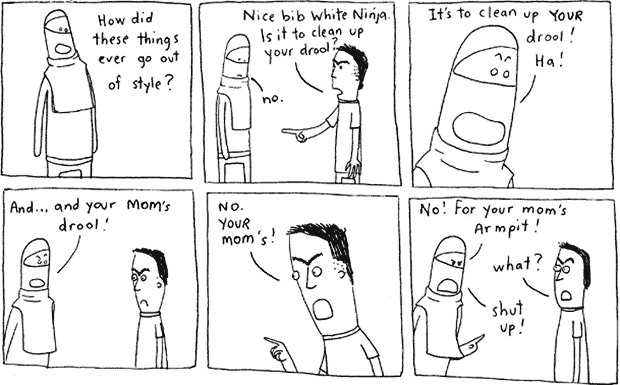 How did
these things
ever go out
of style?
Nice bib White Ninja.
Is it to clean up
your drool?
no.
It's to clean up YOUR
drool!
Ha!
And... and your Mom's
drool!
NO.
YOUR
mom's!
No! For your mom's
Armpit!
what?
shut
up!